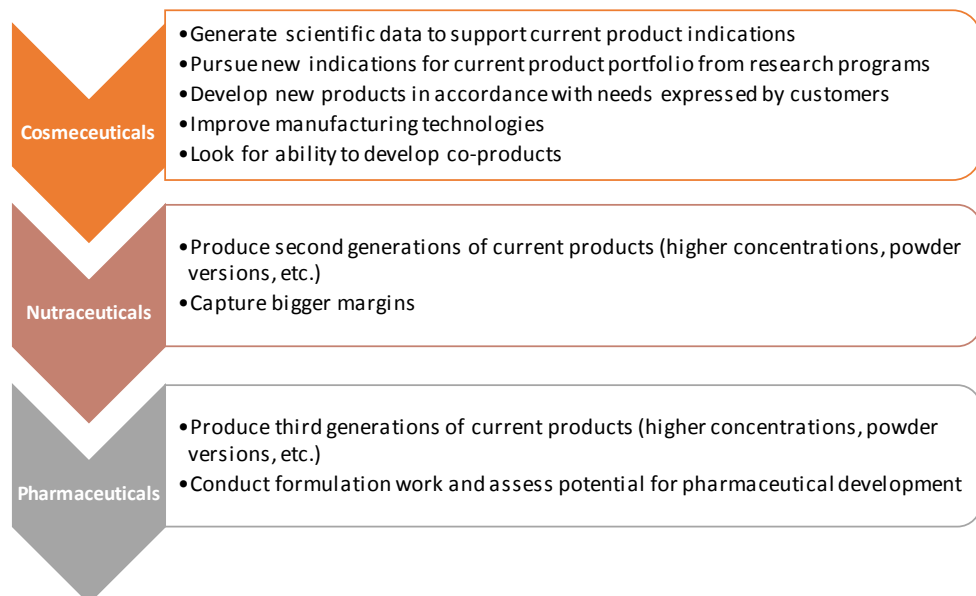 Cosmeceuticals
•Generate scientific data to support current product indications
•Pursue new indications for current product portfolio from research programs
•Develop new products in accordance with needs expressed by customers
•Improve manufacturing technologies
•Look for ability to develop co-products
Nutraceuticals
•Produce second generations of current products (higher concentrations, powder
versions, etc.)
•Capture bigger margins
Pharmaceuticals
•Produce third generations of current products (higher concentrations, powder
versions, etc.)
•Conduct formulation work and assess potential for pharmaceutical development